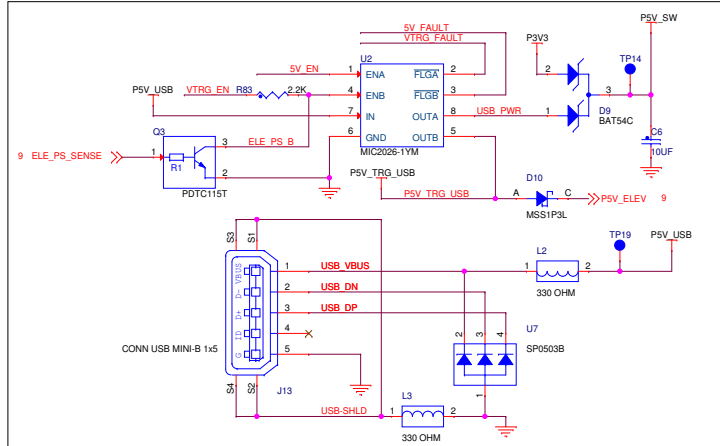 5V_FAULT
VTRG_FAULT
P5V_SW
P3V3
U2
TP14
5V_EN
1 ENA FLGA 2
2
VTRG_EN R83 2.2K
4 ENB FLGB 3
3
P5V_USB
7 IN OUTA 8 USB_PWR 1
D9
BAT54C
Q3
6 GND OUTB 5
C6
10UF
3 ELE_PS_B
MIC2026-1YM
9 ELE_PS_SENSE 1
R1
2
PDTC115T
P5V_TRG_USB
D10
P5V_TRG_USB A C P5V_ELEV 9
MSS1P3L
S3 S1
TP19
P5V_USB
L2
VBUS 1 USB_VBUS 1 2
330 OHM
D- 2 USB_DN
D+ 3 USB_DP
U7
ID 4
2 3 4
SP0503B
CONN USB MINI-B 1x5
G 5
J13
S4 S2
L3
1
USB-SHLD 1 2
330 OHM